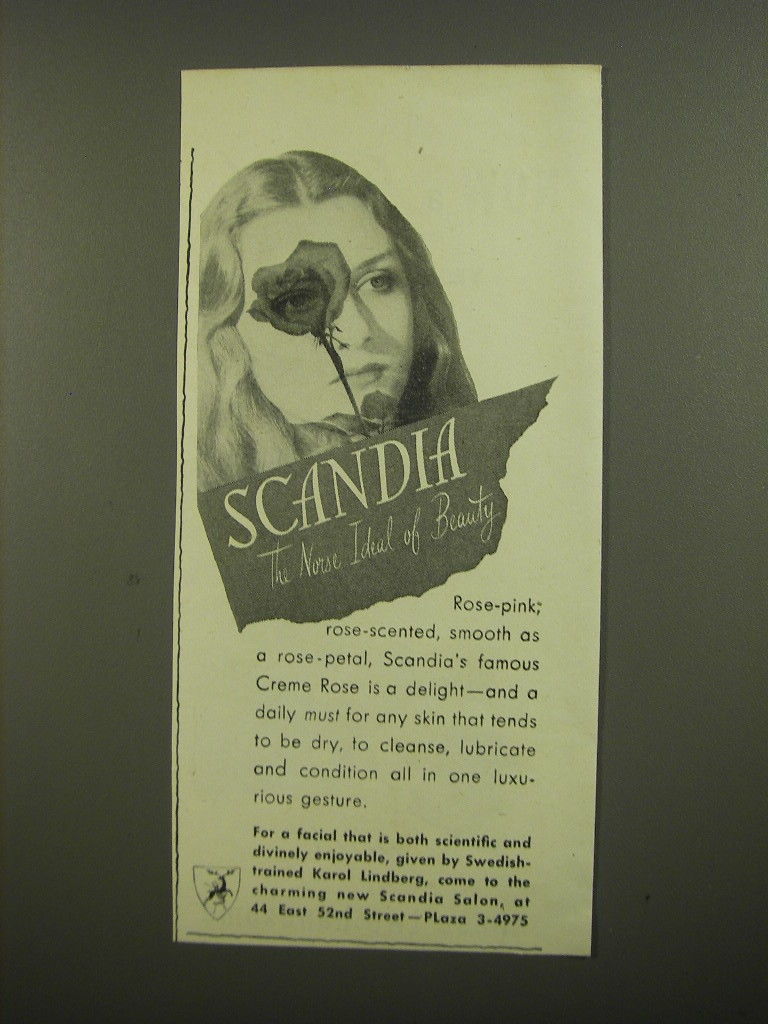 SCANDIA
The Norse Ideal of Beauty
Rose-pink,
rose-scented, smooth as
a rose-petal, Scandia's famous
Creme Rose is a delight—and a
daily must for any skin that tends
to be dry, to cleanse, lubricate
and condition all in one luxu-
rious gesture.
For a facial that is both scientific and
divinely enjoyable, given by Swedish-
trained Karol Lindberg, come to the
charming new Scandia Salon, at
44 East 52nd Street—PLaza 3-4975